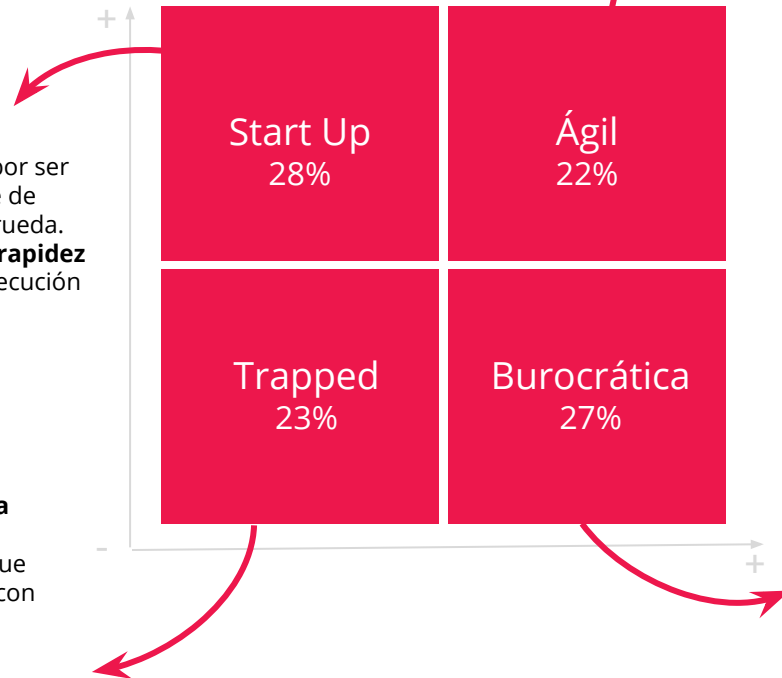 +
Start Up
28%
Ágil
22%
por ser
de
rueda.
rapidez
ecución
Trapped
23%
Burocrática
27%
a
ue
con
-
+